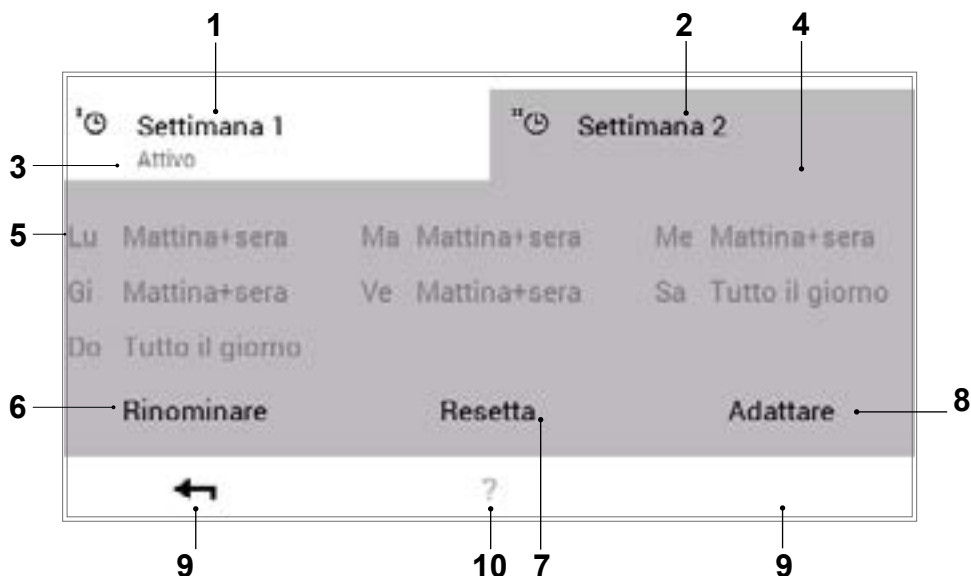 1 2 4
Settimana 1 Settimana 2
3 Attivo
5 Lu Mattina+sera Ma Mattina+sera Me Mattina+sera
Gi Mattina+sera Ve Mattina+sera Sa Tutto il giorno
Do Tutto il giorno
6 Rinominare Resetta Adattare 8
?
9 10 7 9